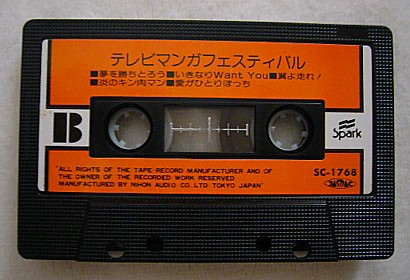 テレビマンガフェスティバル
■夢を勝ちとろう■いきなりWant You■翼よ走れ!
■炎のキン肉マン■愛がひとりぼっち
B
Spark
SC-1768
"ALL RIGHTS OF THE TAPE RECORD MANUFACTURER AND OF
THE OWNER OF THE RECORDED WORK RESERVED
MANUFACTURED BY NIHON AUDIO CO.LTD TOKYO JAPAN"